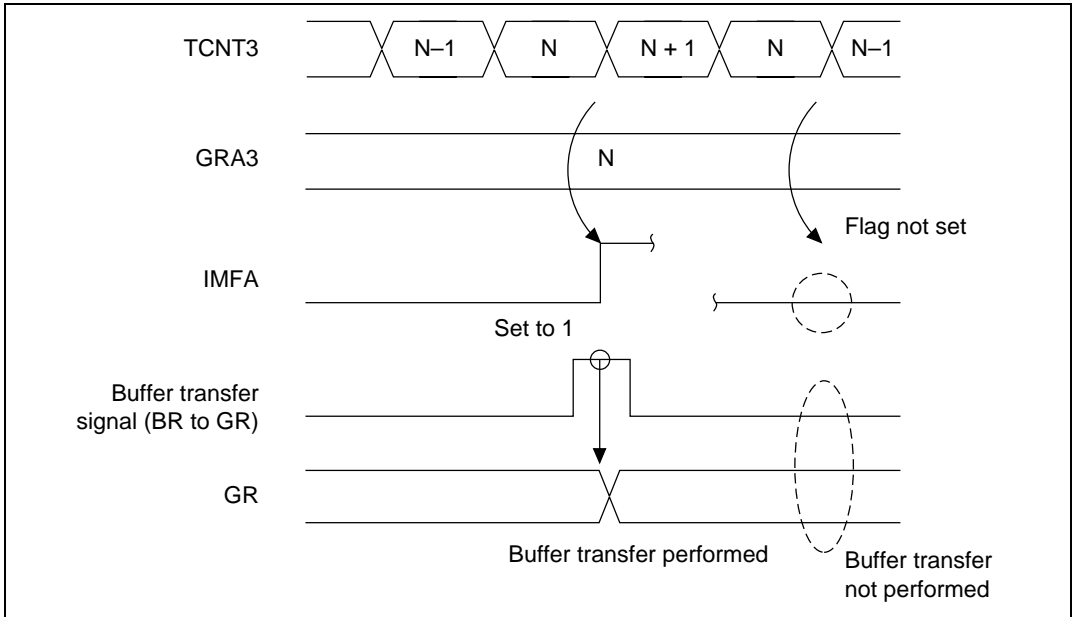 TCNT3
N–1
N
N + 1
N
N–1
GRA3
N
Flag not set
IMFA
Set to 1
Buffer transfer
signal (BR to GR)
GR
Buffer transfer performed
Buffer transfer
not performed